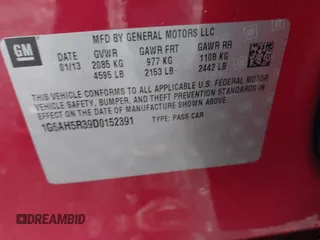 GM
MFD BY GENERAL MOTORS LLC
DATE GVWR GAWR FRT GAWR RR
01/13 2085 KG 977 KG 1108 KG
4595 LB 2153 LB 2442 LB
THIS VEHICLE CONFORMS TO ALL APPLICABLE U.S. FEDERAL MOTOR
VEHICLE SAFETY, BUMPER, AND THEFT PREVENTION STANDARDS IN
EFFECT ON THE DATE OF MANUFACTURE SHOWN ABOVE.
1G6AH5R39D0152391
TYPE: PASS CAR
DREAMBID